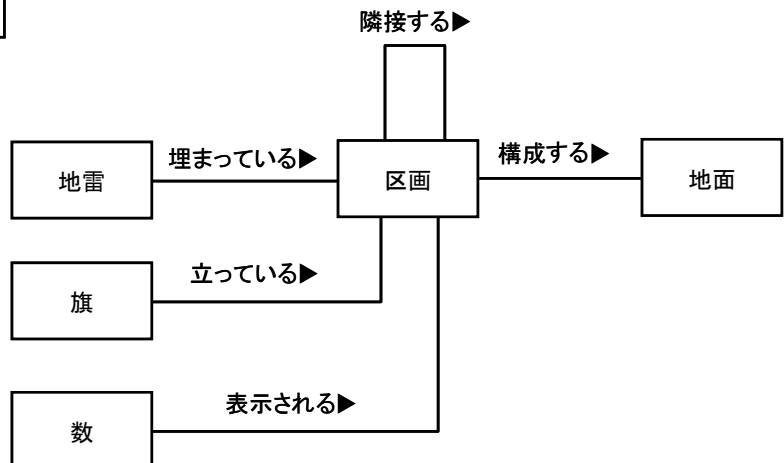 隣接する▶
地雷
埋まっている▶
区画
構成する▶
地面
旗
立っている▶
数
表示される▶